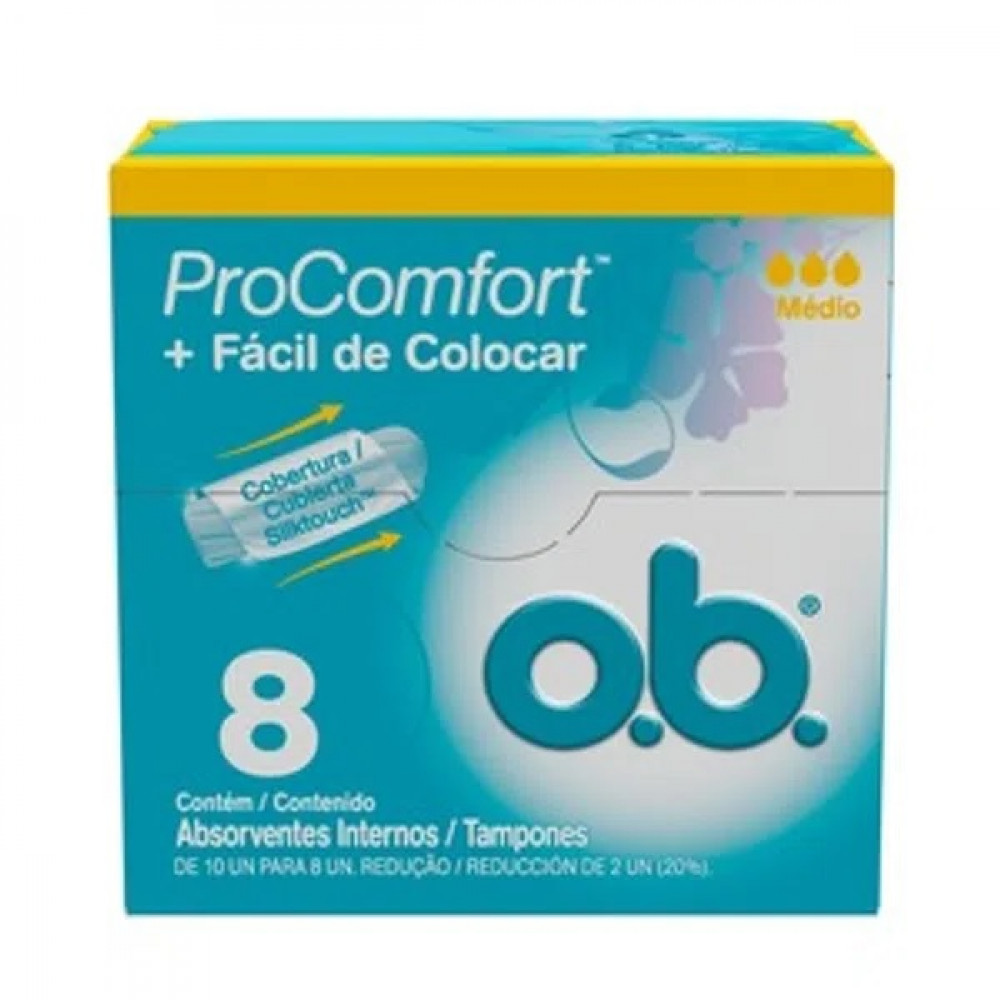 ProComfort™
+ Fácil de Colocar
Médio
Cobertura /
Cubierta
Silktouch™
o.b.®
8
Contém / Contenido
Absorventes Internos / Tampones
DE 10 UN PARA 8 UN. REDUÇÃO / REDUCCIÓN DE 2 UN (20%).